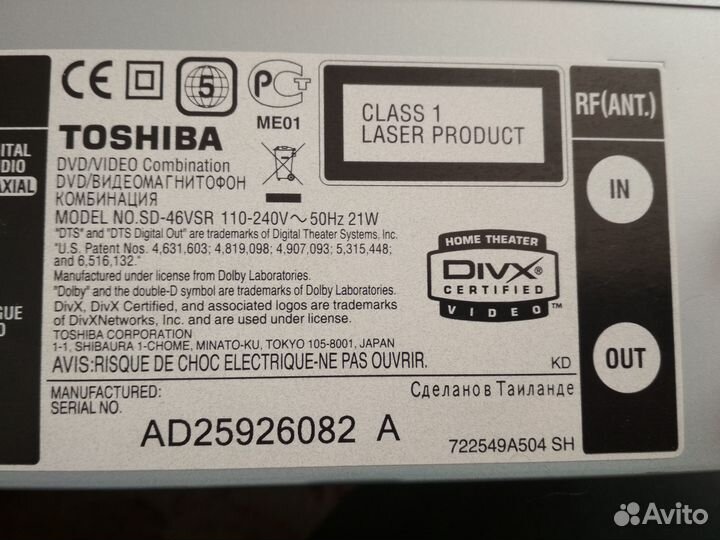 CE 5 PCT
ME01
CLASS 1
LASER PRODUCT
RF(ANT.)
IN
OUT
ITAL
DIO
AXIAL
GUE
O
TOSHIBA
DVD/VIDEO Combination
DVD/ВИДЕОМАГНИТОФОН
КОМБИНАЦИЯ
MODEL NO.SD-46VSR 110-240V～50Hz 21W
"DTS" and "DTS Digital Out" are trademarks of Digital Theater Systems, Inc.
"U.S. Patent Nos. 4,631,603; 4,819,098; 4,907,093; 5,315,448;
and 6,516,132."
Manufactured under license from Dolby Laboratories.
"Dolby" and the double-D symbol are trademarks of Dolby Laboratories.
DivX, DivX Certified, and associated logos are trademarks
of DivXNetworks, Inc. and are used under license.
TOSHIBA CORPORATION
1-1, SHIBAURA 1-CHOME, MINATO-KU, TOKYO 105-8001, JAPAN
AVIS:RISQUE DE CHOC ELECTRIQUE-NE PAS OUVRIR.
KD
HOME THEATER
DIVX®
CERTIFIED
VIDEO™
MANUFACTURED:
SERIAL NO.
Сделанов Таиланде
AD25926082 A
722549A504 SH
Avito